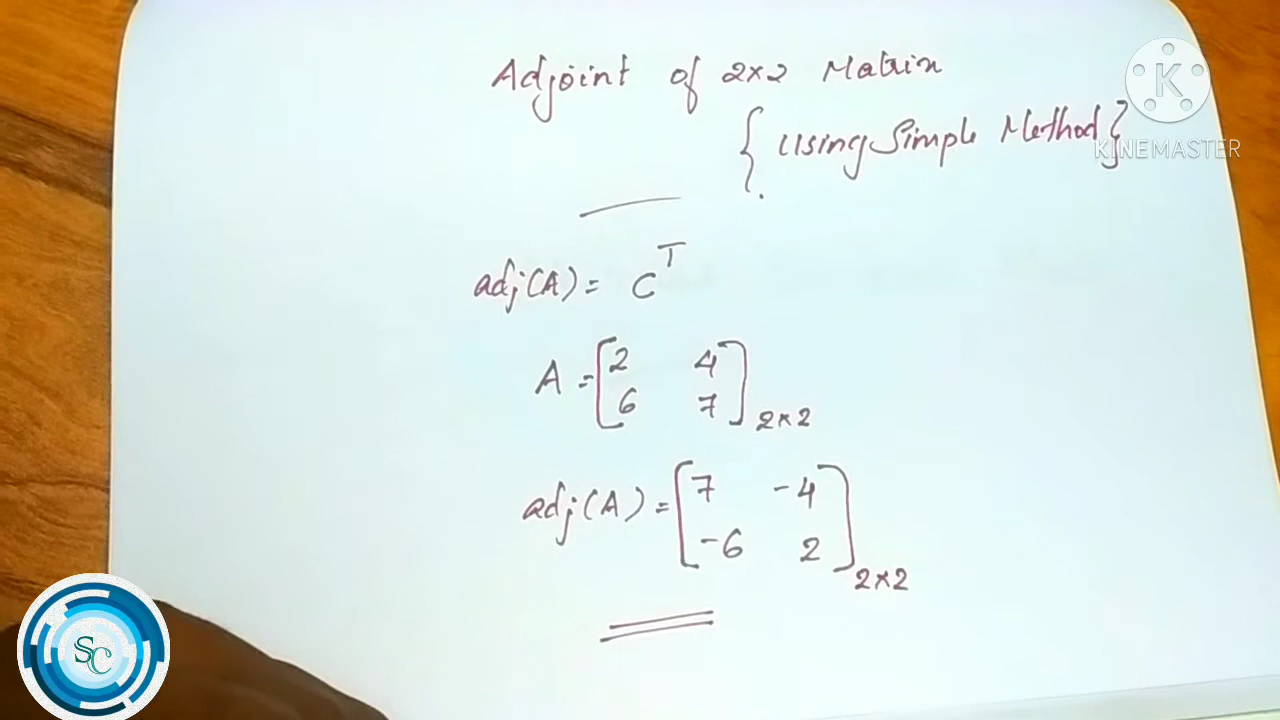 Adjoint of 2×2 Matrix
{ Using Simple Method }
adj(A) = C^T
A = [2 4
6 7] 2×2
adj(A) = [7 -4
-6 2] 2×2
K
KINEMASTER
SC